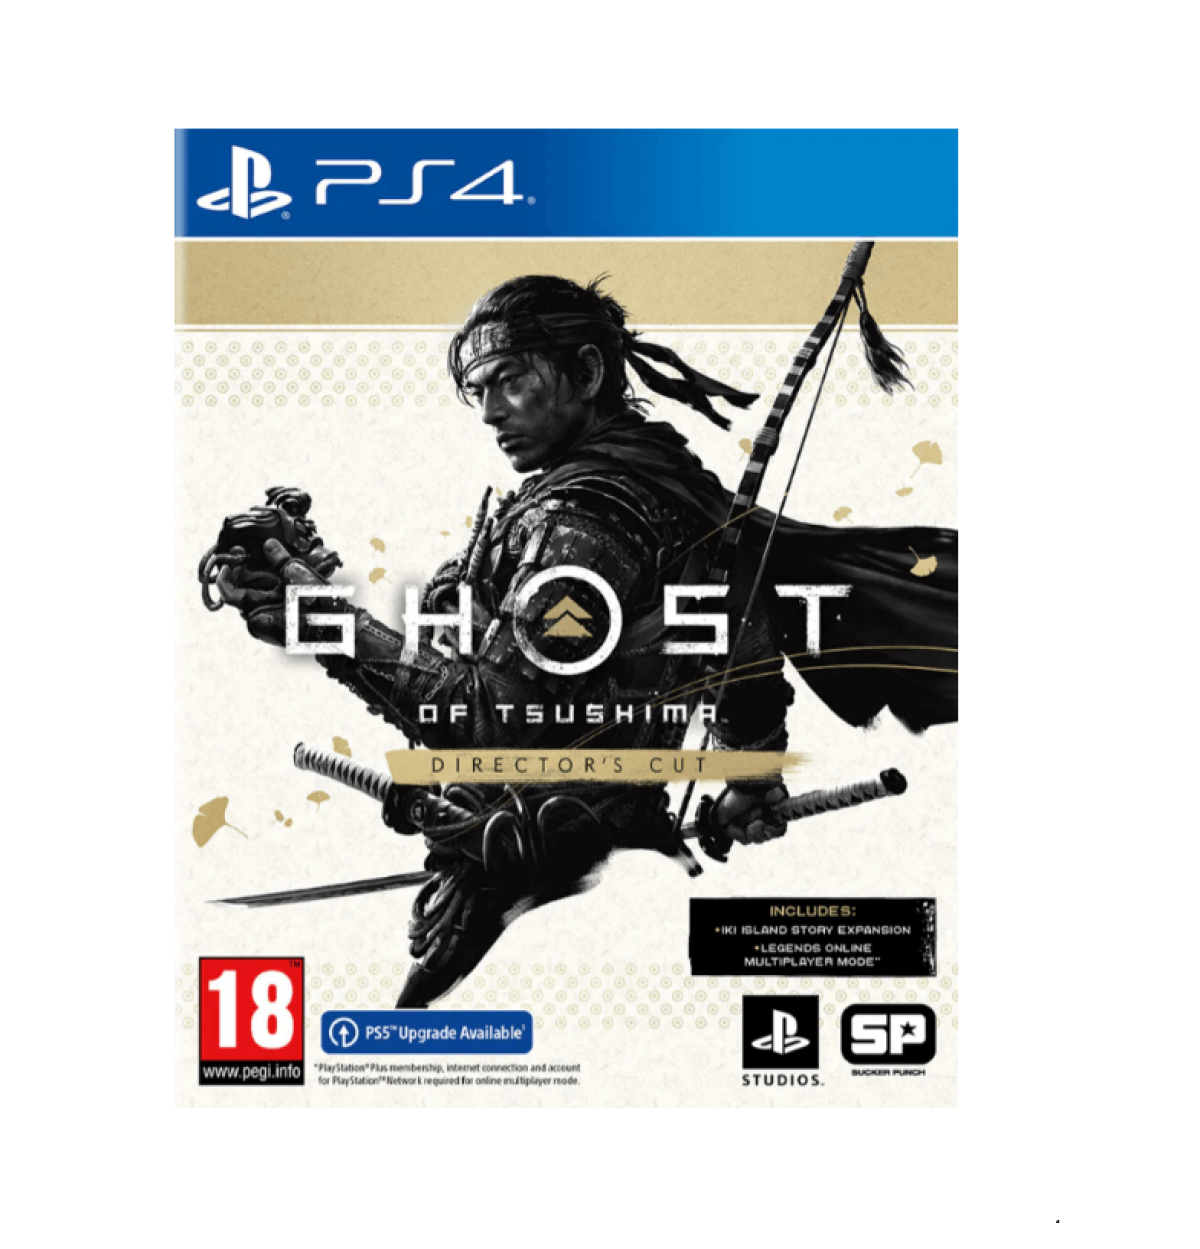 PS4®
GHOST
OF TSUSHIMA™
DIRECTOR'S CUT
INCLUDES:
•IKI ISLAND STORY EXPANSION
•LEGENDS ONLINE
MULTIPLAYER MODE*
18
www.pegi.info
PS5™ Upgrade Available¹
*PlayStation®Plus membership, internet connection and account
for PlayStation™Network required for online multiplayer mode.
STUDIOS.
SP
SUCKER PUNCH